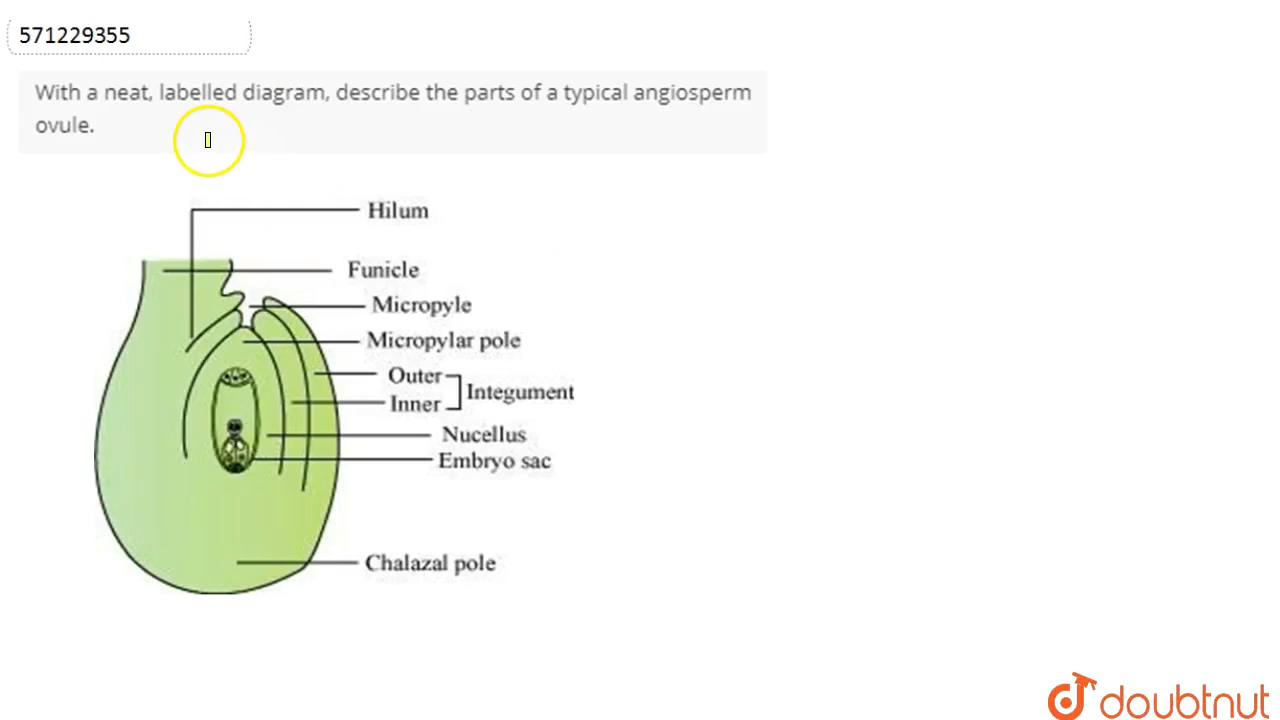 571229355
With a neat, labelled diagram, describe the parts of a typical angiosperm
ovule.
Hilum
Funicle
Micropyle
Micropylar pole
Outer
Integument
Inner
Nucellus
Embryo sac
Chalazal pole
doubtnut